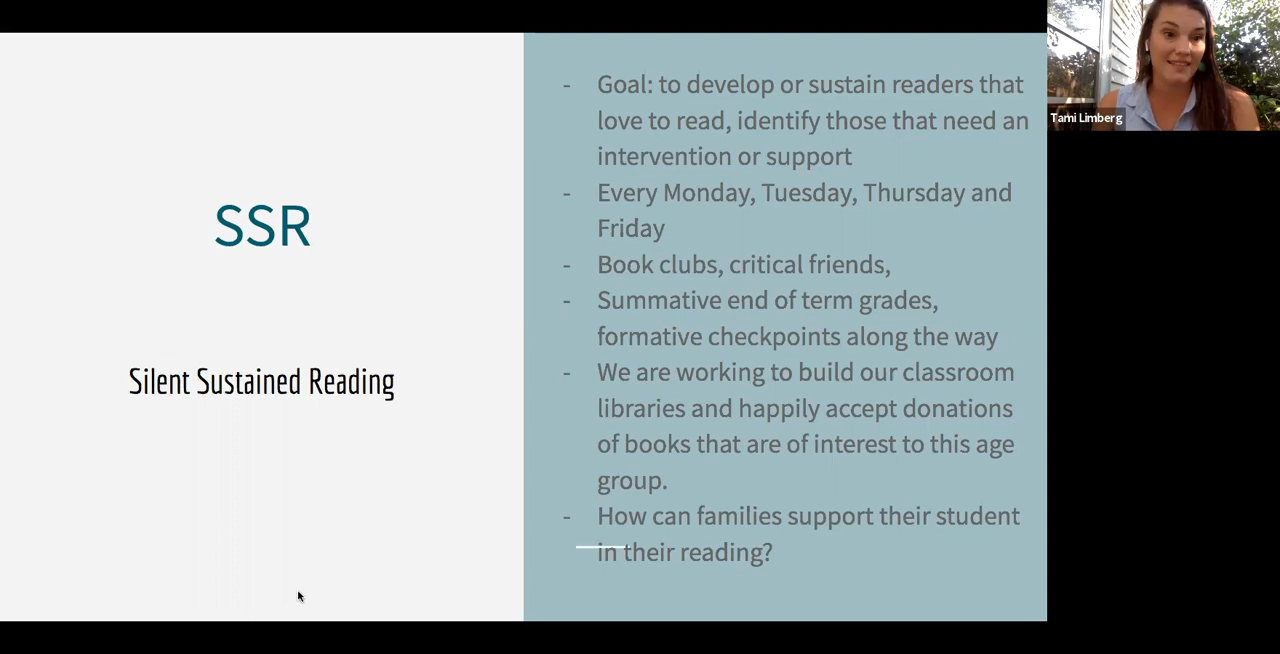 SSR
Silent Sustained Reading
- Goal: to develop or sustain readers that
love to read, identify those that need an
intervention or support
- Every Monday, Tuesday, Thursday and
Friday
- Book clubs, critical friends,
- Summative end of term grades,
formative checkpoints along the way
- We are working to build our classroom
libraries and happily accept donations
of books that are of interest to this age
group.
- How can families support their student
in their reading?
Tami Limberg